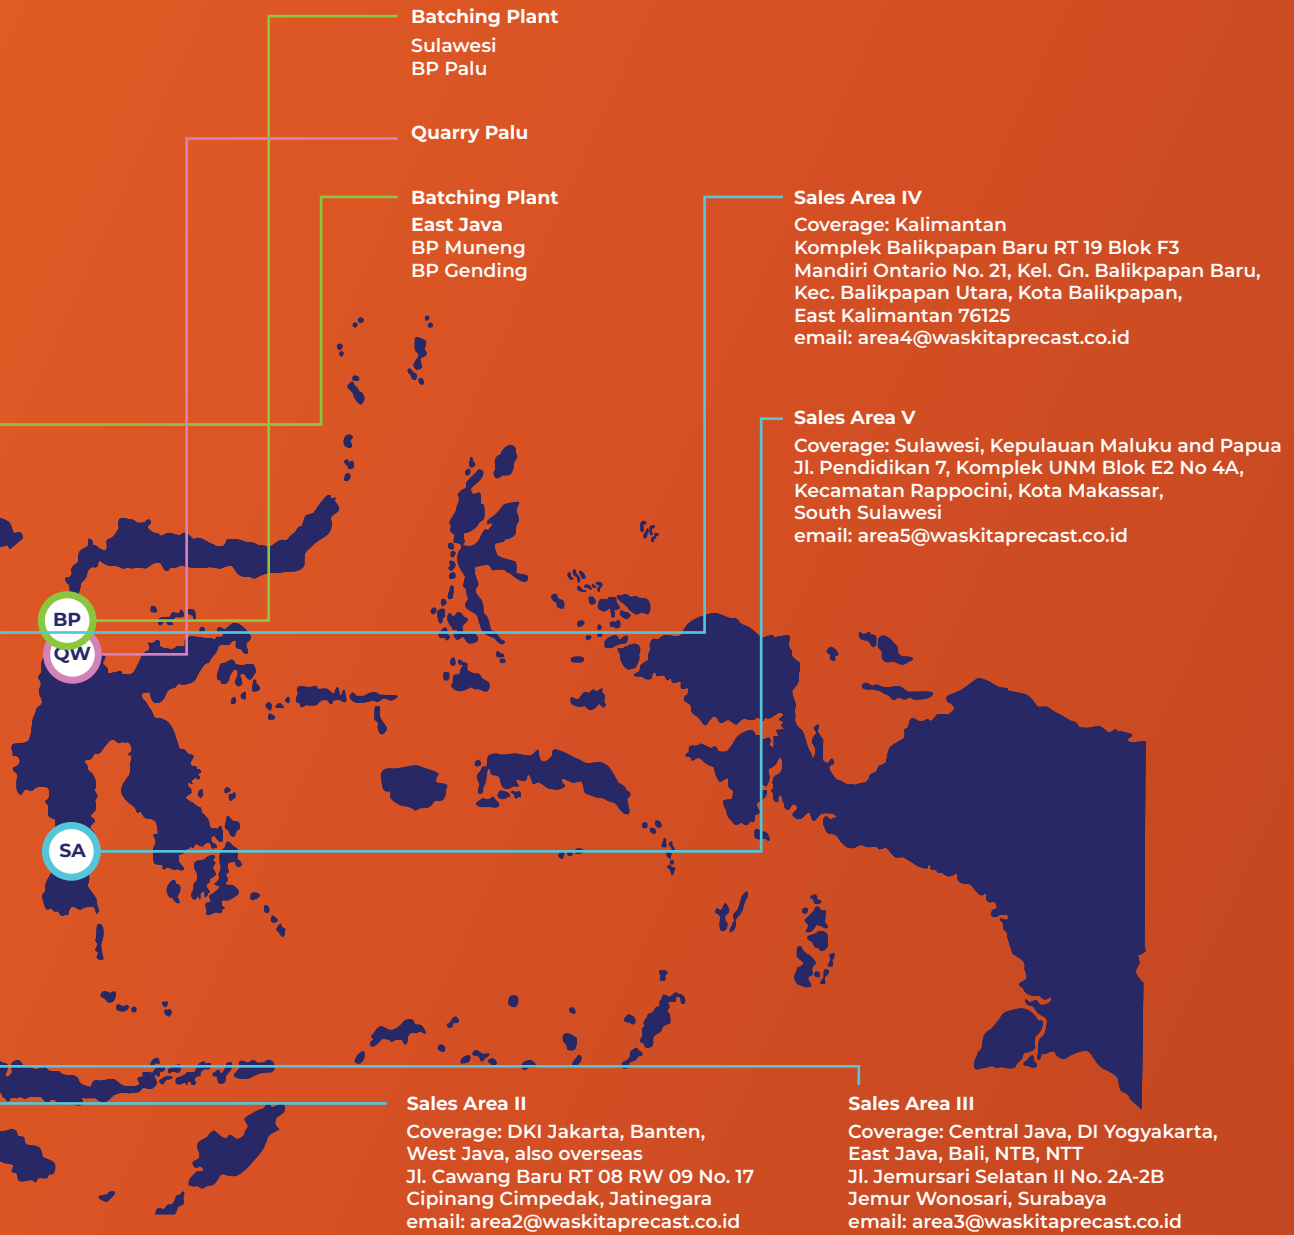 Batching Plant
Sulawesi
BP Palu
Quarry Palu
Batching Plant
East Java
BP Muneng
BP Gending
Sales Area IV
Coverage: Kalimantan
Komplek Balikpapan Baru RT 19 Blok F3
Mandiri Ontario No. 21, Kel. Gn. Balikpapan Baru,
Kec. Balikpapan Utara, Kota Balikpapan,
East Kalimantan 76125
email: area4@waskitaprecast.co.id
Sales Area V
Coverage: Sulawesi, Kepulauan Maluku and Papua
Jl. Pendidikan 7, Komplek UNM Blok E2 No 4A,
Kecamatan Rappocini, Kota Makassar,
South Sulawesi
email: area5@waskitaprecast.co.id
BP
QW
SA
Sales Area II
Coverage: DKI Jakarta, Banten,
West Java, also overseas
Jl. Cawang Baru RT 08 RW 09 No. 17
Cipinang Cimpedak, Jatinegara
email: area2@waskitaprecast.co.id
Sales Area III
Coverage: Central Java, DI Yogyakarta,
East Java, Bali, NTB, NTT
Jl. Jemursari Selatan II No. 2A-2B
Jemur Wonosari, Surabaya
email: area3@waskitaprecast.co.id